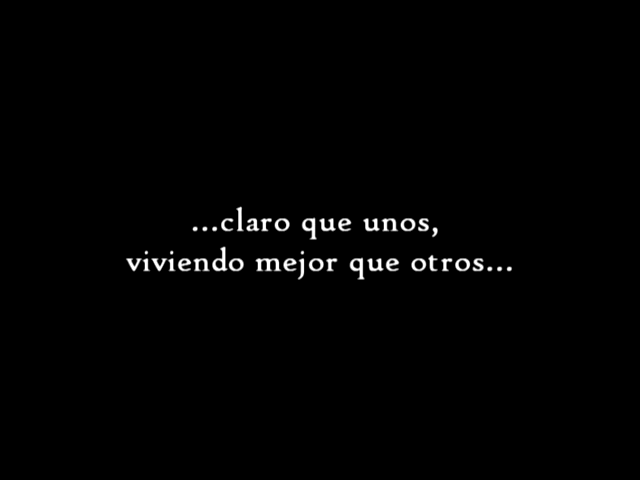 ...claro que unos,
viviendo mejor que otros...